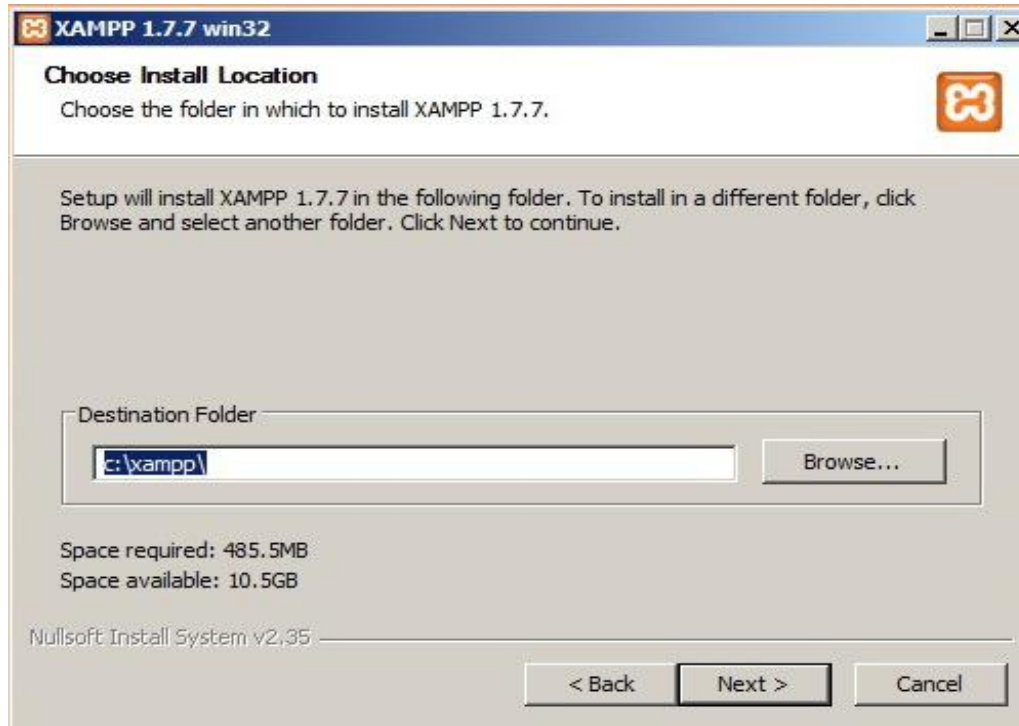 XAMPP 1.7.7 win32
Choose Install Location
Choose the folder in which to install XAMPP 1.7.7.
Setup will install XAMPP 1.7.7 in the following folder. To install in a different folder, click
Browse and select another folder. Click Next to continue.
Destination Folder
c:\xampp\
Browse...
Space required: 485.5MB
Space available: 10.5GB
Nullsoft Install System v2.35
< Back Next > Cancel